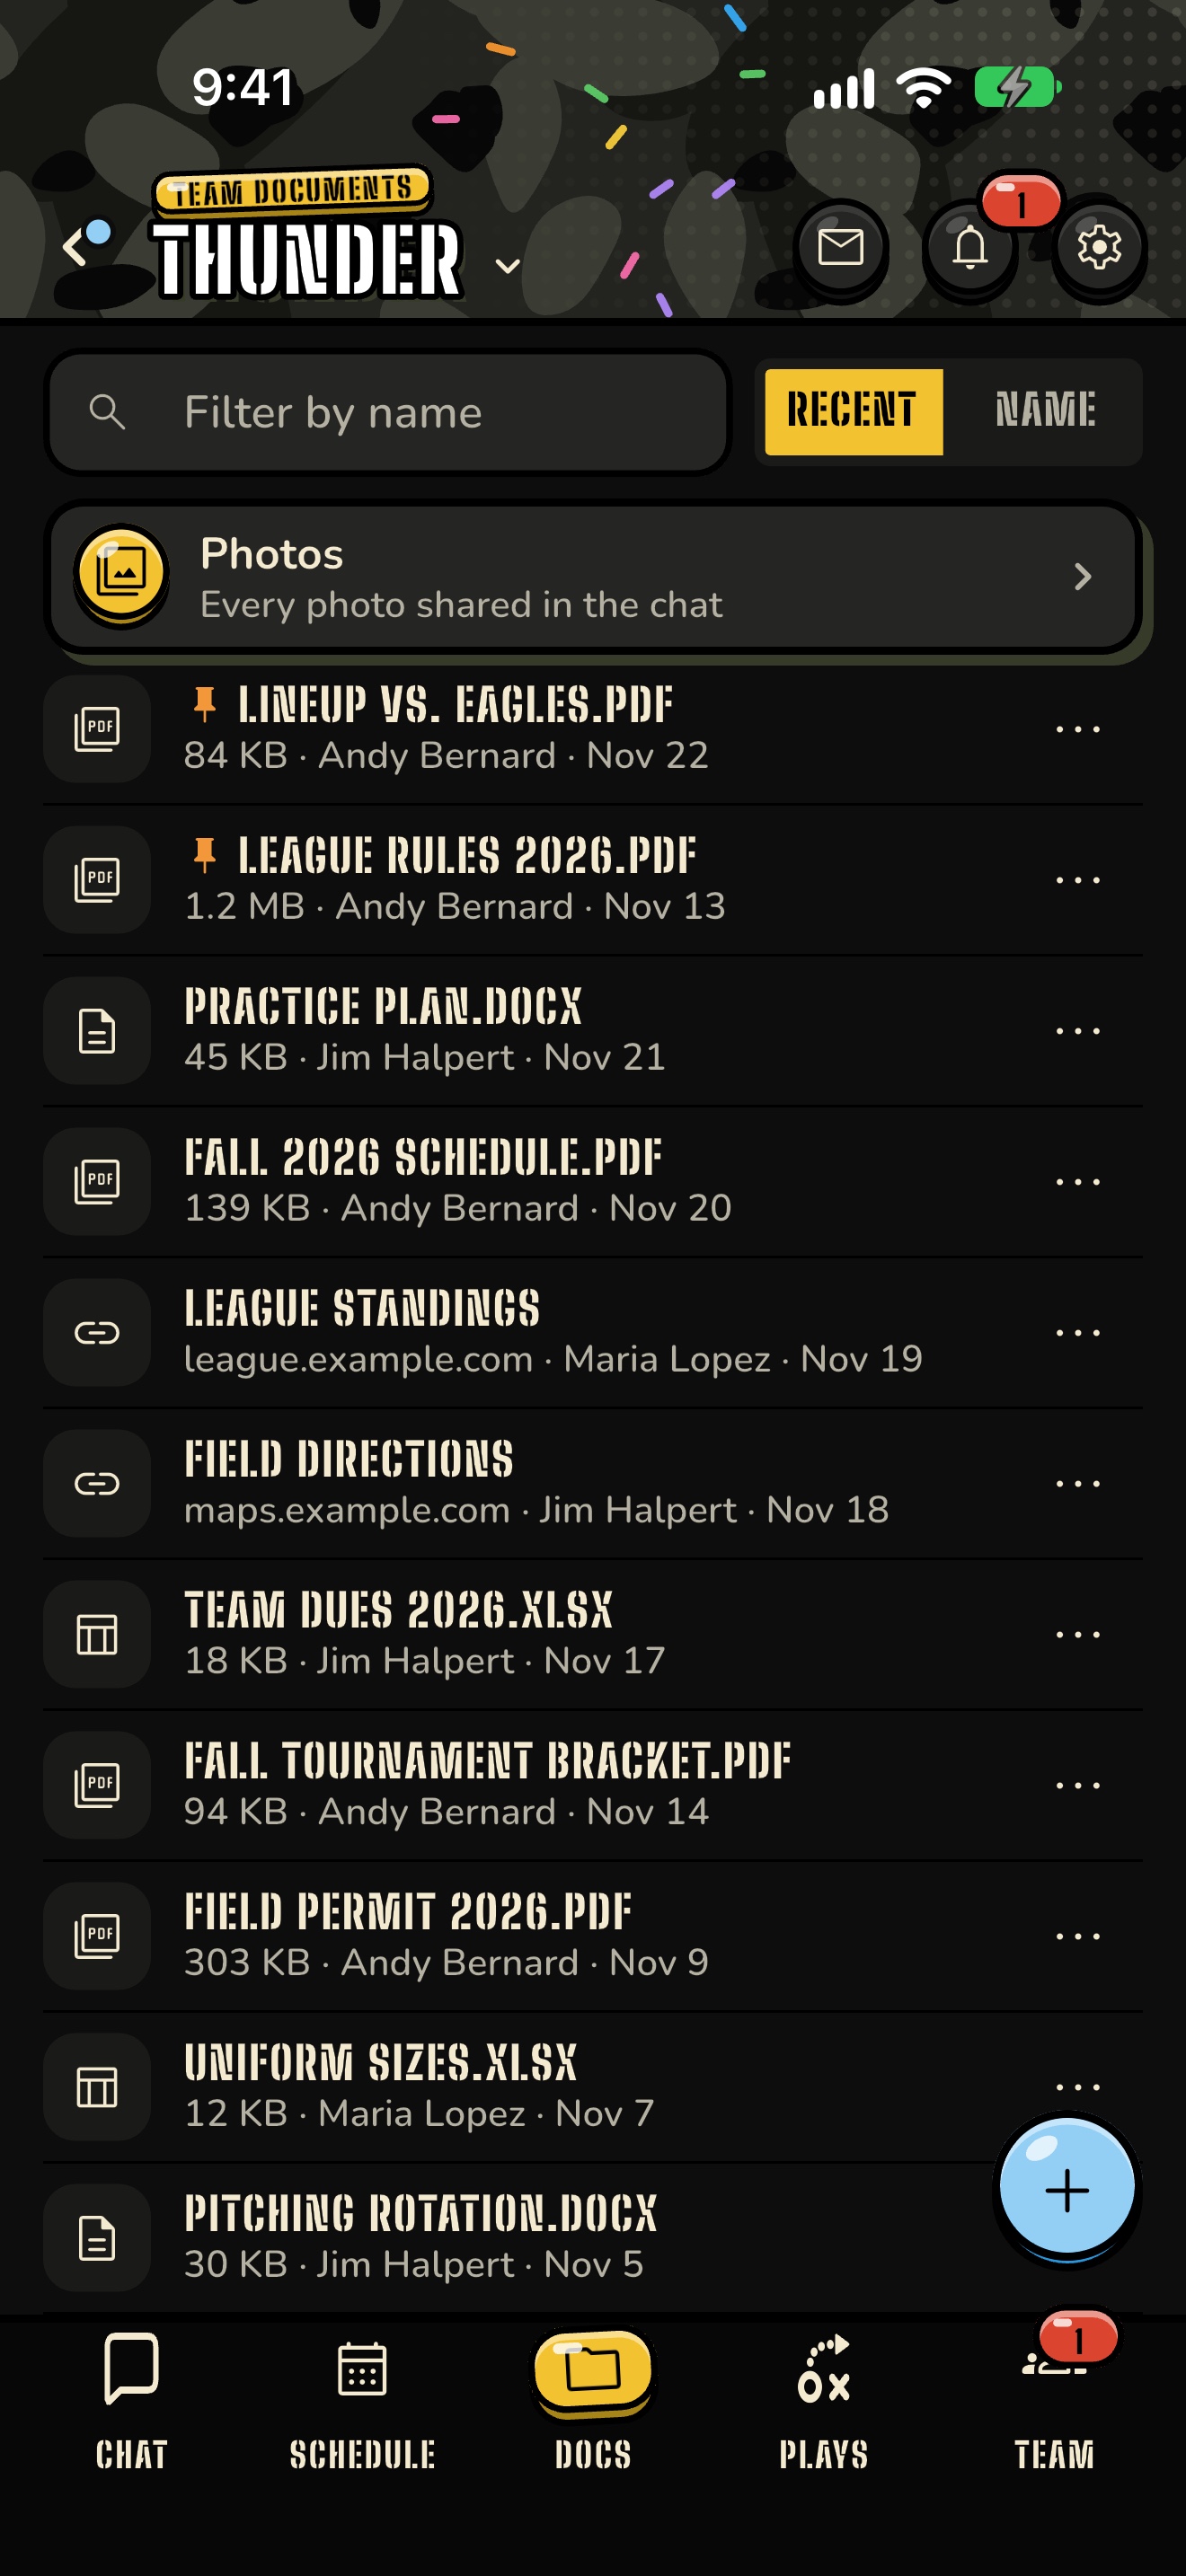 9:41
TEAM DOCUMENTS
THUNDER
1
Filter by name
RECENT
NAME
Photos
Every photo shared in the chat
PDF
LINEUP VS. EAGLES.PDF
84 KB · Andy Bernard · Nov 22
PDF
LEAGUE RULES 2026.PDF
1.2 MB · Andy Bernard · Nov 13
PRACTICE PLAN.DOCX
45 KB · Jim Halpert · Nov 21
PDF
FALL 2026 SCHEDULE.PDF
139 KB · Andy Bernard · Nov 20
LEAGUE STANDINGS
league.example.com · Maria Lopez · Nov 19
FIELD DIRECTIONS
maps.example.com · Jim Halpert · Nov 18
TEAM DUES 2026.XLSX
18 KB · Jim Halpert · Nov 17
PDF
FALL TOURNAMENT BRACKET.PDF
94 KB · Andy Bernard · Nov 14
PDF
FIELD PERMIT 2026.PDF
303 KB · Andy Bernard · Nov 9
UNIFORM SIZES.XLSX
12 KB · Maria Lopez · Nov 7
PITCHING ROTATION.DOCX
30 KB · Jim Halpert · Nov 5
1
CHAT
SCHEDULE
DOCS
PLAYS
TEAM